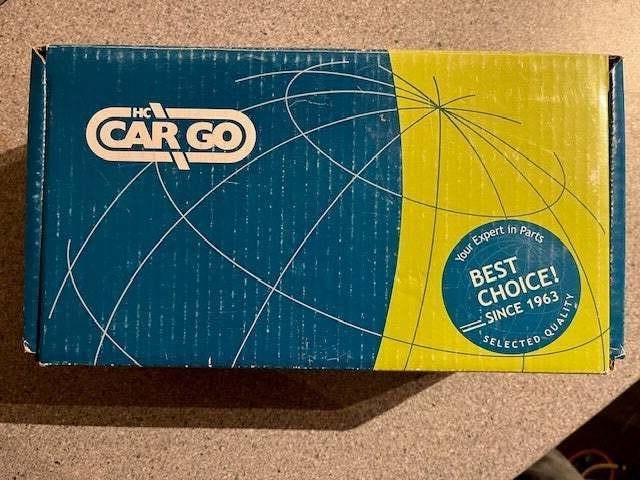 HC
CAR GO
Your Expert in Parts
BEST
CHOICE!
SINCE 1963
SELECTED QUALITY